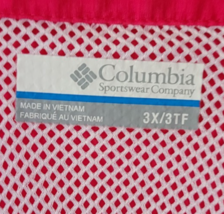 Columbia
Sportswear Company
MADE IN VIETNAM
FABRIQUÉ AU VIETNAM
3X/3TF